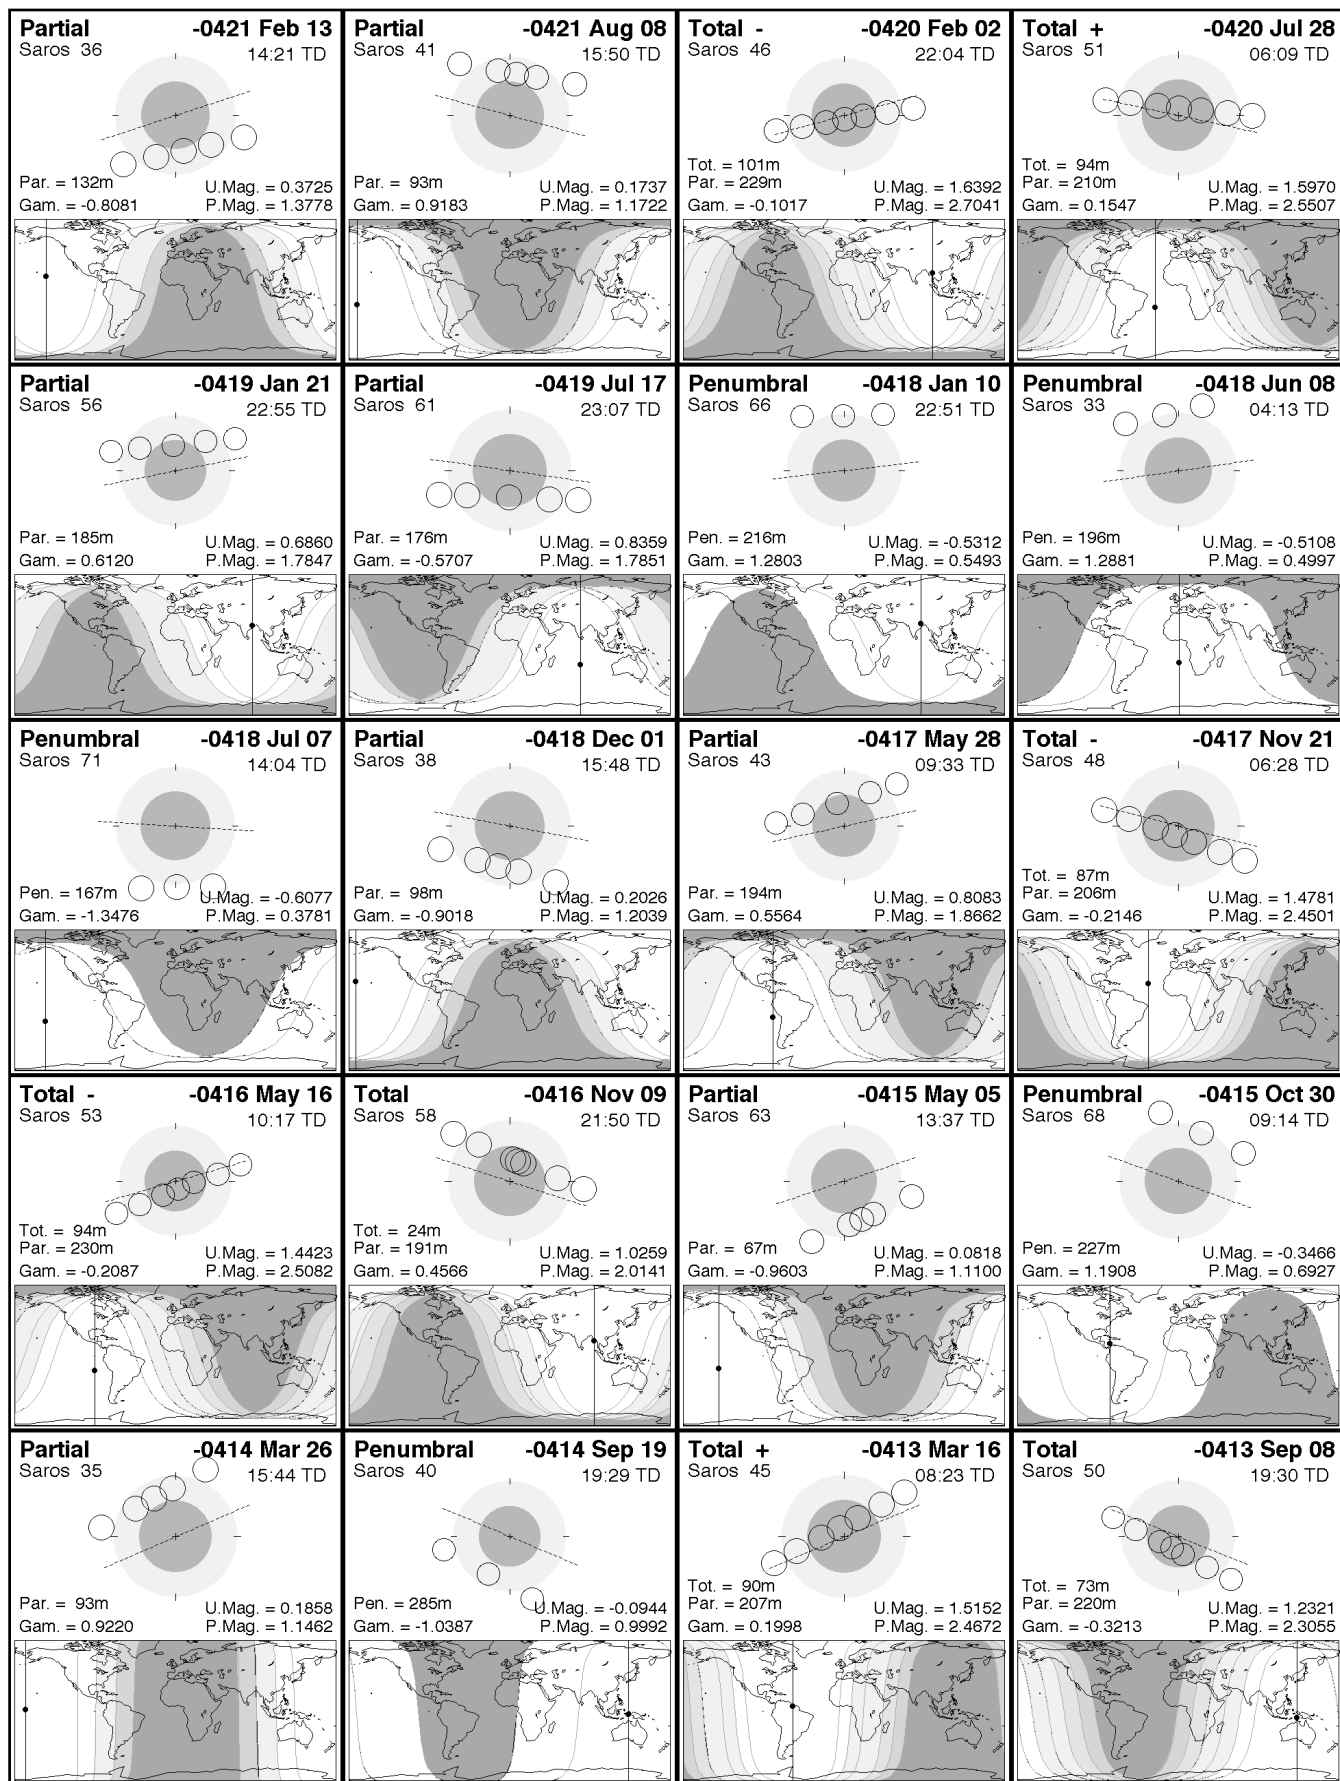 Partial -0421 Feb 13
Saros 36 14:21 TD
Par. = 132m U.Mag. = 0.3725
Gam. = -0.8081 P.Mag. = 1.3778
Partial -0421 Aug 08
Saros 41 15:50 TD
Par. = 93m U.Mag. = 0.1737
Gam. = 0.9183 P.Mag. = 1.1722
Total - -0420 Feb 02
Saros 46 22:04 TD
Tot. = 101m
Par. = 229m U.Mag. = 1.6392
Gam. = -0.1017 P.Mag. = 2.7041
Total + -0420 Jul 28
Saros 51 06:09 TD
Tot. = 94m
Par. = 210m U.Mag. = 1.5970
Gam. = 0.1547 P.Mag. = 2.5507
Partial -0419 Jan 21
Saros 56 22:55 TD
Par. = 185m U.Mag. = 0.6860
Gam. = 0.6120 P.Mag. = 1.7847
Partial -0419 Jul 17
Saros 61 23:07 TD
Par. = 176m U.Mag. = 0.8359
Gam. = -0.5707 P.Mag. = 1.7851
Penumbral -0418 Jan 10
Saros 66 22:51 TD
Pen. = 216m U.Mag. = -0.5312
Gam. = 1.2803 P.Mag. = 0.5493
Penumbral -0418 Jun 08
Saros 33 04:13 TD
Pen. = 196m U.Mag. = -0.5108
Gam. = 1.2881 P.Mag. = 0.4997
Penumbral -0418 Jul 07
Saros 71 14:04 TD
Pen. = 167m U.Mag. = -0.6077
Gam. = -1.3476 P.Mag. = 0.3781
Partial -0418 Dec 01
Saros 38 15:48 TD
Par. = 98m U.Mag. = 0.2026
Gam. = -0.9018 P.Mag. = 1.2039
Partial -0417 May 28
Saros 43 09:33 TD
Par. = 194m U.Mag. = 0.8083
Gam. = 0.5564 P.Mag. = 1.8662
Total - -0417 Nov 21
Saros 48 06:28 TD
Tot. = 87m
Par. = 206m U.Mag. = 1.4781
Gam. = -0.2146 P.Mag. = 2.4501
Total - -0416 May 16
Saros 53 10:17 TD
Tot. = 94m
Par. = 230m U.Mag. = 1.4423
Gam. = -0.2087 P.Mag. = 2.5082
Total -0416 Nov 09
Saros 58 21:50 TD
Tot. = 24m
Par. = 191m U.Mag. = 1.0259
Gam. = 0.4566 P.Mag. = 2.0141
Partial -0415 May 05
Saros 63 13:37 TD
Par. = 67m U.Mag. = 0.0818
Gam. = -0.9603 P.Mag. = 1.1100
Penumbral -0415 Oct 30
Saros 68 09:14 TD
Pen. = 227m U.Mag. = -0.3466
Gam. = 1.1908 P.Mag. = 0.6927
Partial -0414 Mar 26
Saros 35 15:44 TD
Par. = 93m U.Mag. = 0.1858
Gam. = 0.9220 P.Mag. = 1.1462
Penumbral -0414 Sep 19
Saros 40 19:29 TD
Pen. = 285m U.Mag. = -0.0944
Gam. = -1.0387 P.Mag. = 0.9992
Total + -0413 Mar 16
Saros 45 08:23 TD
Tot. = 90m
Par. = 207m U.Mag. = 1.5152
Gam. = 0.1998 P.Mag. = 2.4672
Total -0413 Sep 08
Saros 50 19:30 TD
Tot. = 73m
Par. = 220m U.Mag. = 1.2321
Gam. = -0.3213 P.Mag. = 2.3055